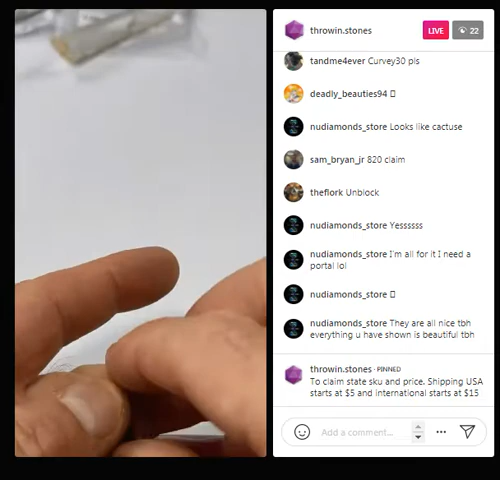 throwin.stones LIVE 22
tandme4ever Curvey30 pls
deadly_beauties94
nudiamonds_store Looks like cactuse
sam_bryan_jr 820 claim
theflork Unblock
nudiamonds_store Yessssss
nudiamonds_store I'm all for it I need a
portal lol
nudiamonds_store
nudiamonds_store They are all nice tbh
everything u have shown is beautiful tbh
throwin.stones · PINNED
To claim state sku and price. Shipping USA
starts at $5 and international starts at $15
Add a comment...